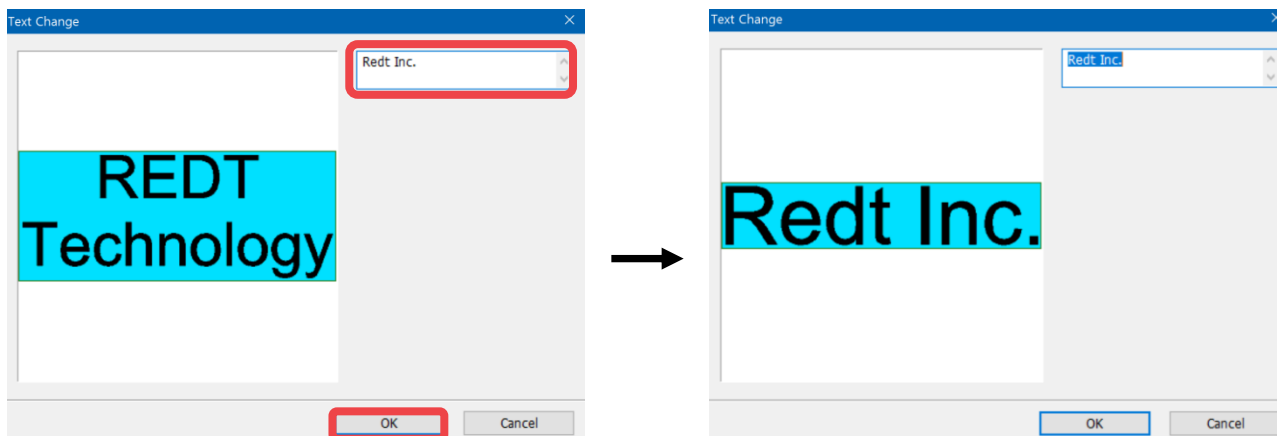 Text Change
Redt Inc.
REDT
Technology
OK Cancel
Text Change
Redt Inc.
Redt Inc.
OK Cancel